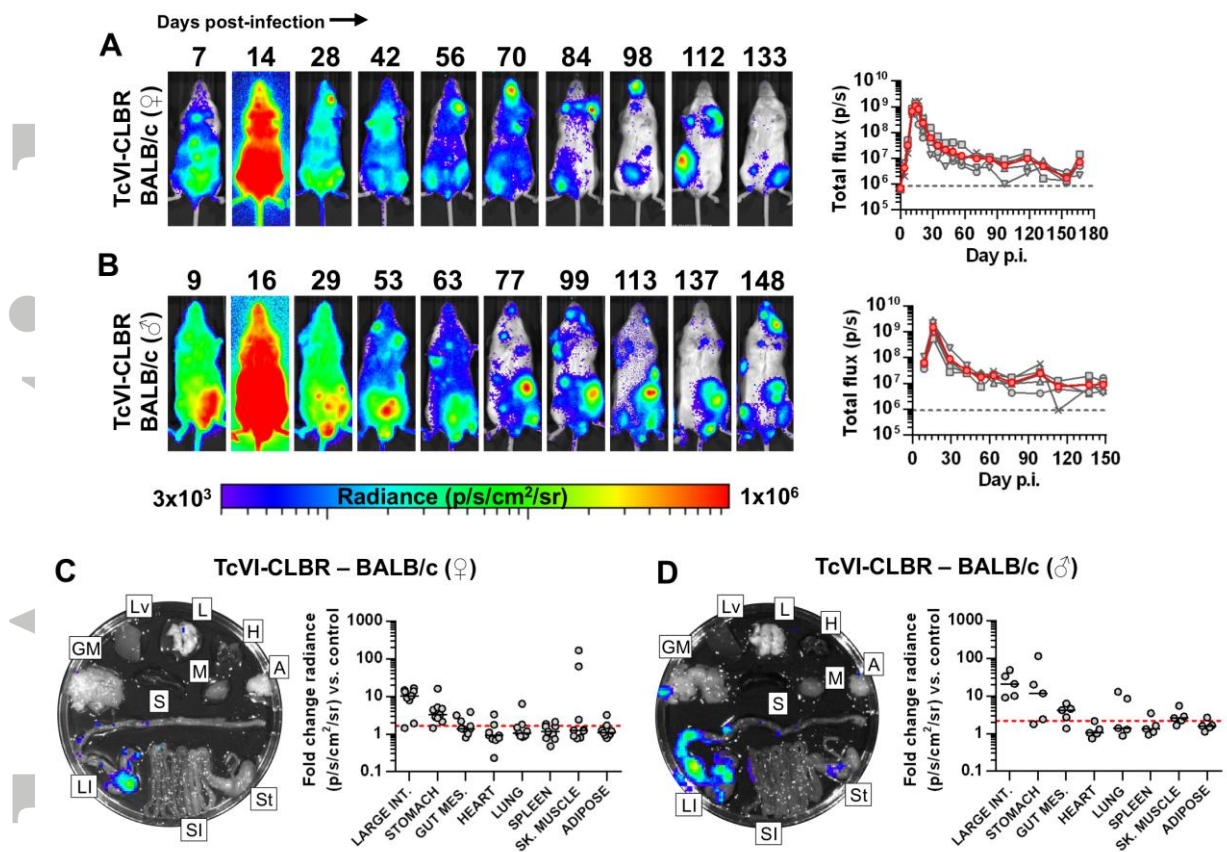 Days post-infection
A
7 14 28 42 56 70 84 98 112 133
TcVI-CLBR
BALB/c (♀)
Total flux (p/s)
10^10
10^9
10^8
10^7
10^6
10^5
0 30 60 90 120 150 180
Day p.i.
B
9 16 29 53 63 77 99 113 137 148
TcVI-CLBR
BALB/c (♂)
Total flux (p/s)
10^10
10^9
10^8
10^7
10^6
10^5
0 30 60 90 120 150
Day p.i.
3x10^3 Radiance (p/s/cm^2/sr) 1x10^6
C TcVI-CLBR – BALB/c (♀)
Lv L H A GM M S LI SI St
Fold change radiance
(p/s/cm^2/sr) vs. control
1000
100
10
1
0.1
LARGE INT. STOMACH GUT MES. HEART LUNG SPLEEN SK. MUSCLE ADIPOSE
D TcVI-CLBR – BALB/c (♂)
Lv L H A GM M S LI SI St
Fold change radiance
(p/s/cm^2/sr) vs. control
1000
100
10
1
0.1
LARGE INT. STOMACH GUT MES. HEART LUNG SPLEEN SK. MUSCLE ADIPOSE